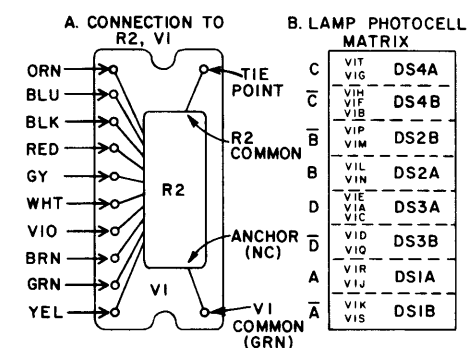 A. CONNECTION TO
R2, V1
ORN
BLU
BLK
RED
GY
WHT
VIO
BRN
GRN
YEL
TIE
POINT
R2
COMMON
R2
ANCHOR
(NC)
V1
V1
COMMON
(GRN)
B. LAMP PHOTOCELL
MATRIX
C V1T V1G DS4A
C̅ V1H V1F V1B DS4B
B̅ V1P V1M DS2B
B V1L V1N DS2A
D V1E V1A V1C DS3A
D̅ V1D V1Q DS3B
A V1R V1J DS1A
A̅ V1K V1S DS1B